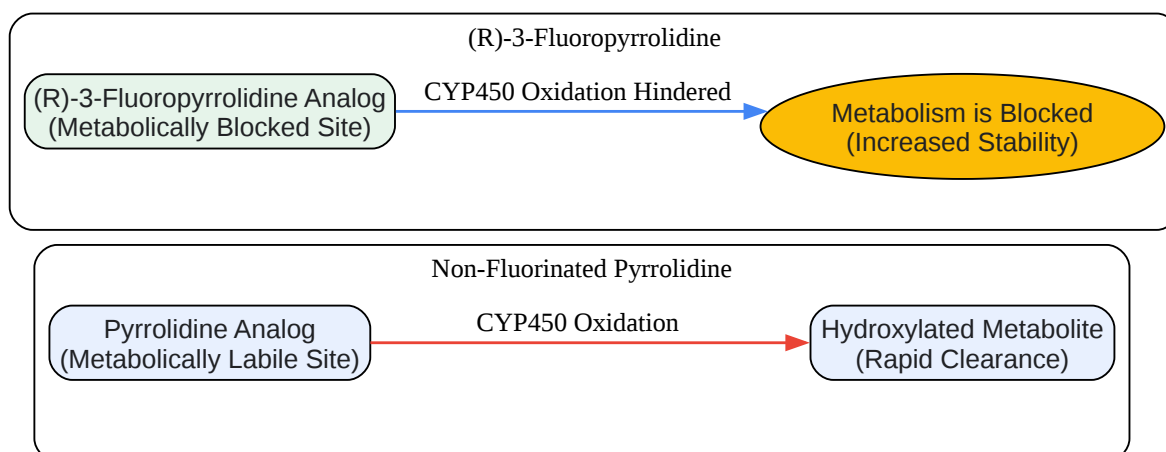 (R)-3-Fluoropyrrolidine
(R)-3-Fluoropyrrolidine Analog
(Metabolically Blocked Site)
CYP450 Oxidation Hindered
Metabolism is Blocked
(Increased Stability)
Non-Fluorinated Pyrrolidine
Pyrrolidine Analog
(Metabolically Labile Site)
CYP450 Oxidation
Hydroxylated Metabolite
(Rapid Clearance)